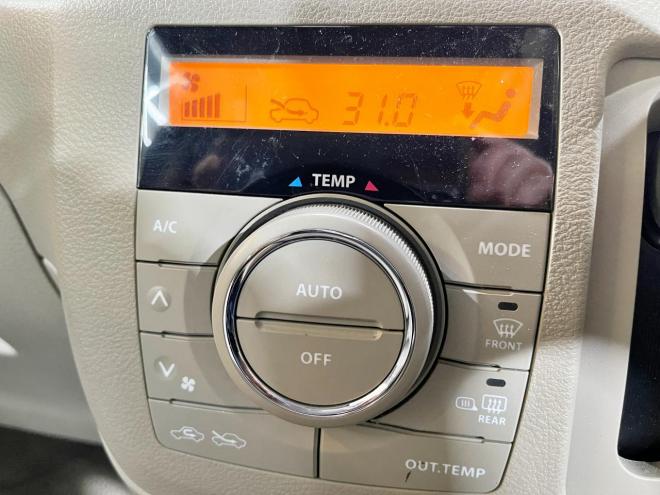 31.0
TEMP
A/C
MODE
AUTO
OFF
FRONT
REAR
OUT.TEMP